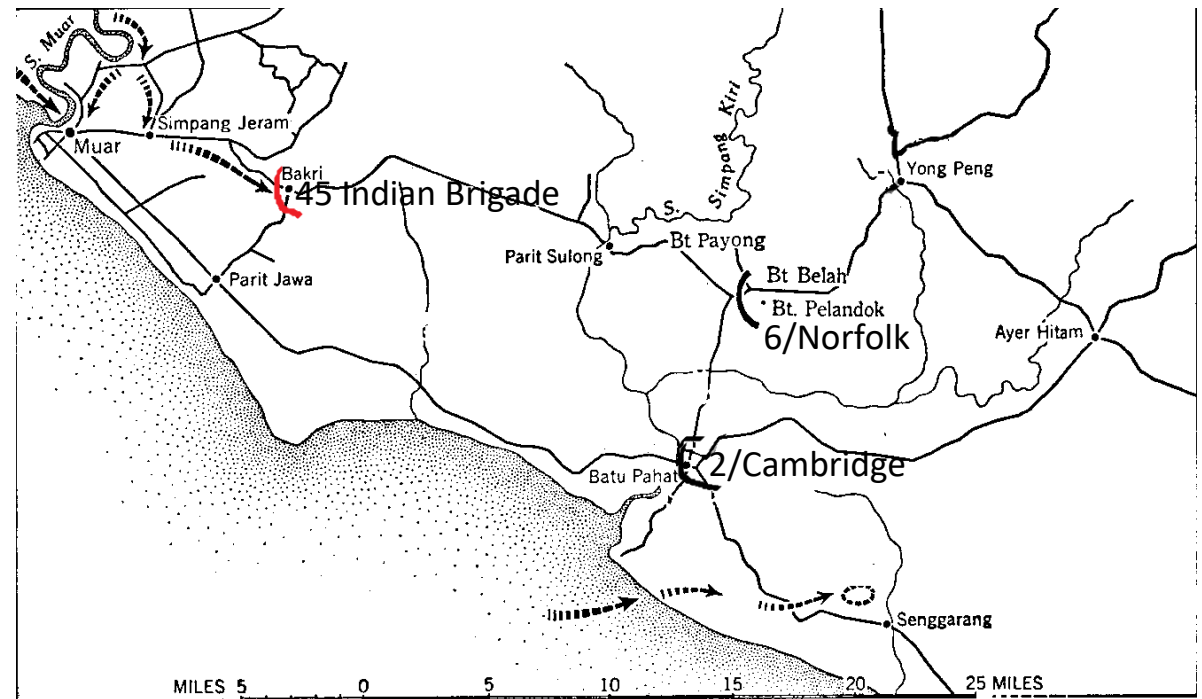 S. Muar
Simpang Jeram
Muar
Bakri
45 Indian Brigade
Simpang Kiri
S.
Yong Peng
Parit Sulong
Bt Payong
Parit Jawa
Bt Belah
Bt. Pelandok
6/Norfolk
Ayer Hitam
2/Cambridge
Batu Pahat
Senggarang
MILES 5 0 5 10 15 20 25 MILES